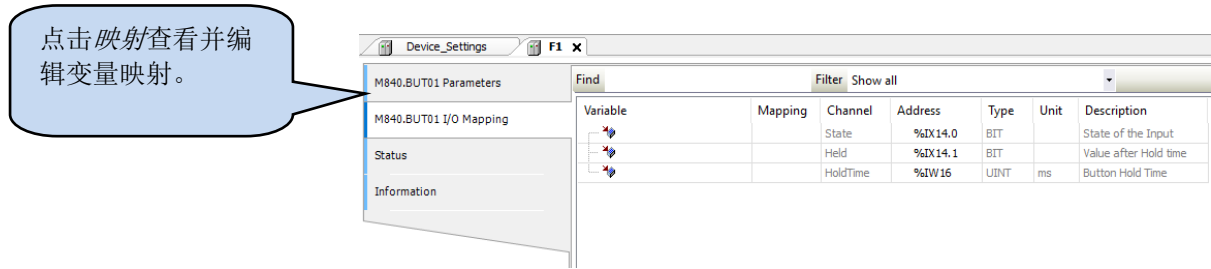 点击映射查看并编
辑变量映射。
Device_Settings F1
M840.BUT01 Parameters
M840.BUT01 I/O Mapping
Status
Information
Find Filter Show all
Variable Mapping Channel Address Type Unit Description
State %IX14.0 BIT State of the Input
Held %IX14.1 BIT Value after Hold time
HoldTime %IW16 UINT ms Button Hold Time